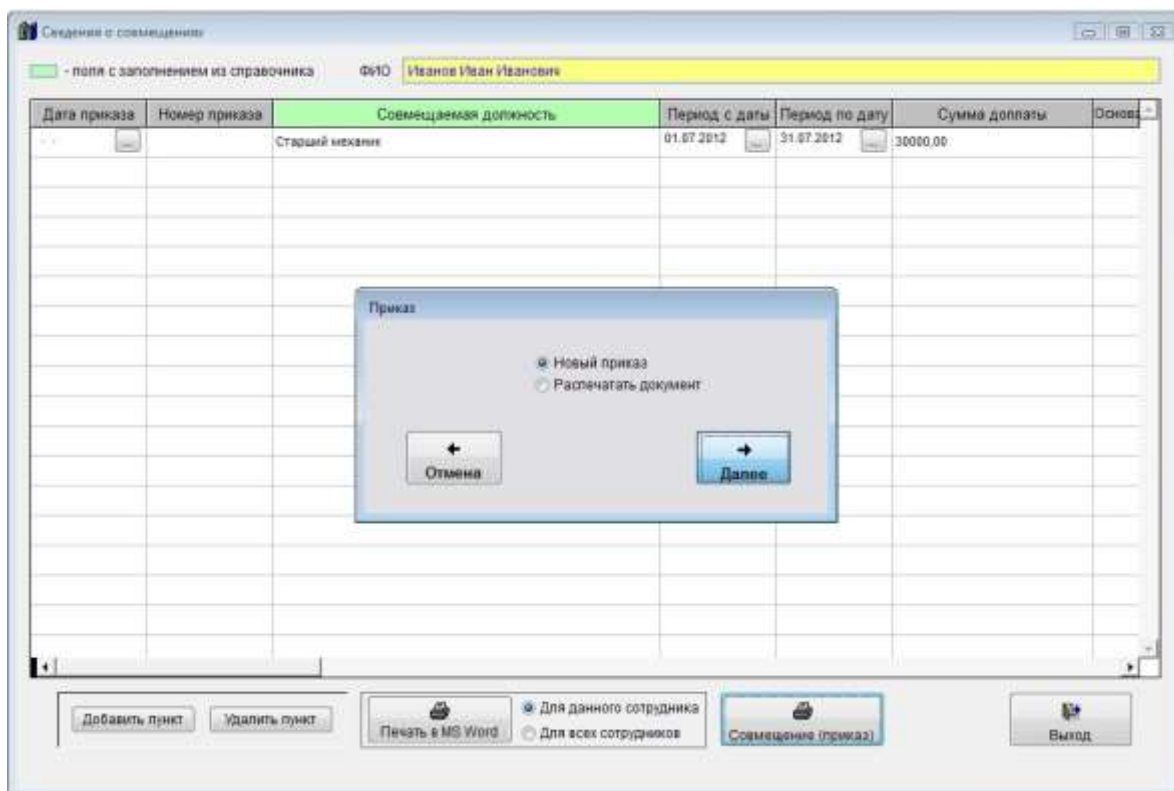 Сведения о совмещениях
- поля с заполнением из справочника ФИО Иванов Иван Иванович
Дата приказа Номер приказа Совмещаемая должность Период с даты Период по дату Сумма доплаты Основа
Старший механик 01.07.2012 ... 31.07.2012 ... 30000,00
Приказ
Новый приказ
Распечатать документ
Отмена Далее
Добавить пункт Удалить пункт Печать в MS Word Для данного сотрудника
Для всех сотрудников Совмещение (приказ) Выход